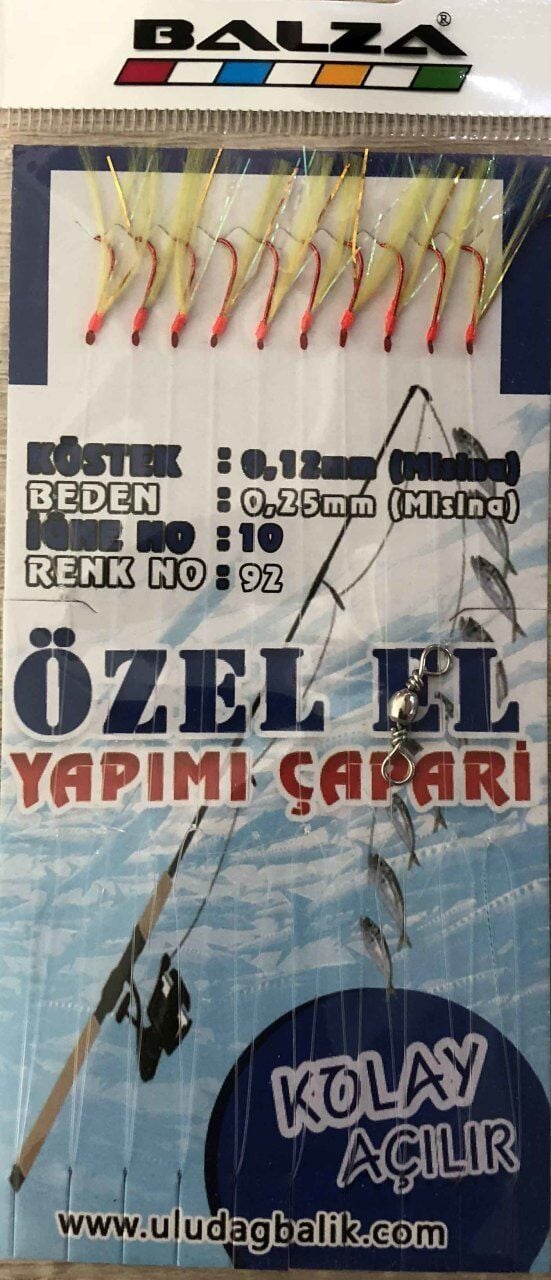 BALZA®
KÖSTEK : 0,12mm (Misina)
BEDEN : 0,25mm (Misina)
İĞNE NO : 10
RENK NO : 92
ÖZEL EL
YAPIMI ÇAPARİ
KOLAY
AÇILIR
www.uludagbalik.com